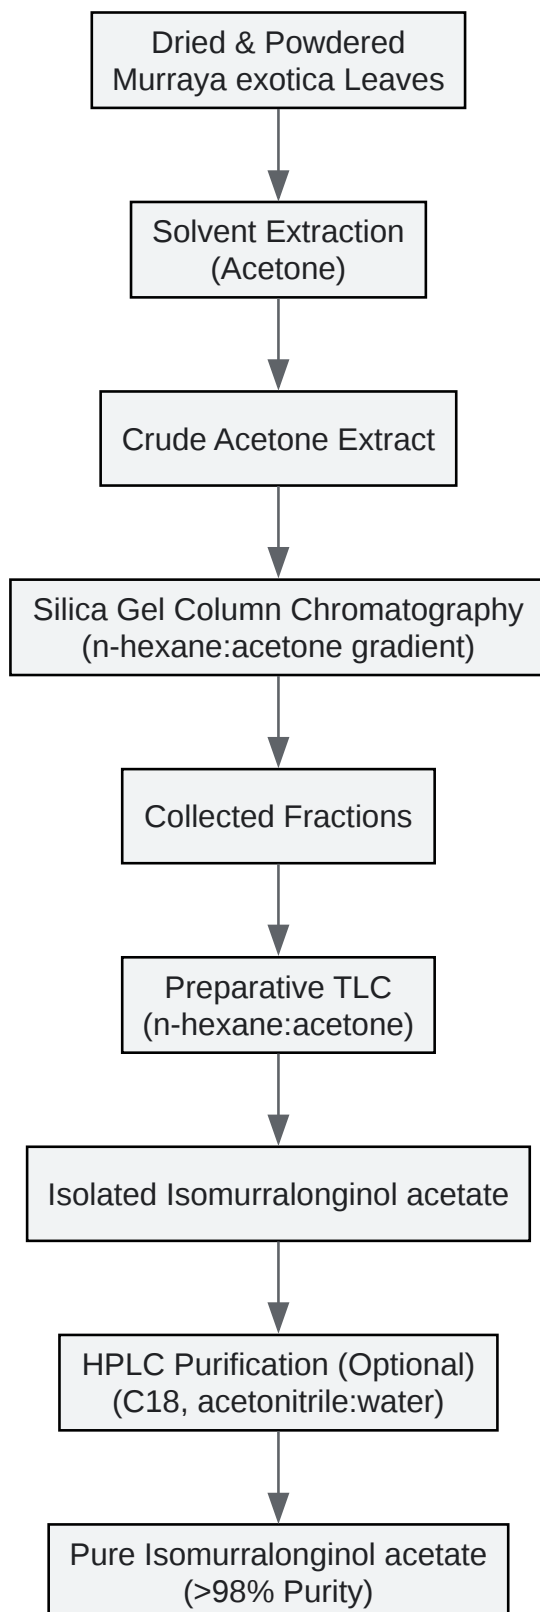 Dried & Powdered
Murraya exotica Leaves
Solvent Extraction
(Acetone)
Crude Acetone Extract
Silica Gel Column Chromatography
(n-hexane:acetone gradient)
Collected Fractions
Preparative TLC
(n-hexane:acetone)
Isolated Isomurralonginol acetate
HPLC Purification (Optional)
(C18, acetonitrile:water)
Pure Isomurralonginol acetate
(>98% Purity)